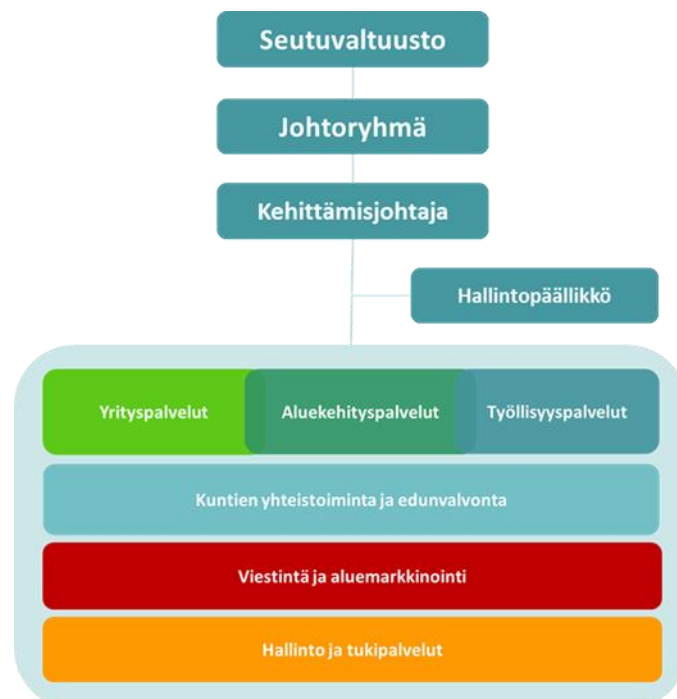 Seutuvaltuusto
Johtoryhmä
Kehittämisjohtaja
Hallintopäällikkö
Yrityspalvelut
Aluekehityspalvelut
Työllisyyspalvelut
Kuntien yhteistoiminta ja edunvalvonta
Viestintä ja aluemarkkinointi
Hallinto ja tukipalvelut